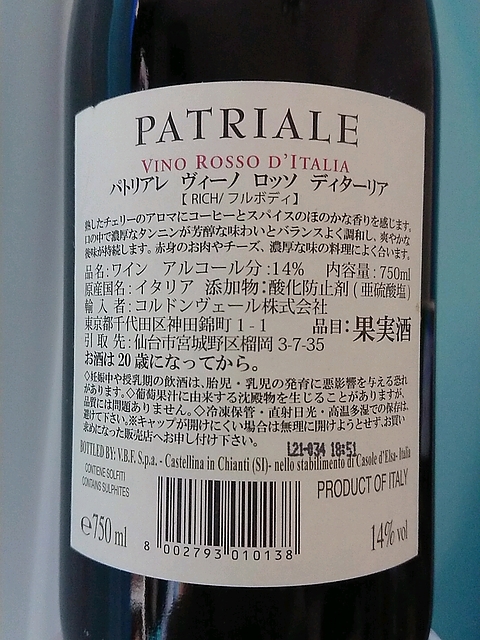 PATRIALE
VINO ROSSO D'ITALIA
パトリアレ ヴィーノ ロッソ ディターリア
【 RICH/ フルボディ】
熟したチェリーのアロマにコーヒーとスパイスのほのかな香りを感じます。
口の中で濃厚なタンニンが芳醇な味わいとバランスよく調和し、爽やかな
後味が持続します。赤身のお肉やチーズ、濃厚な味の料理によく合います。
品名:ワイン アルコール分:14% 内容量:750ml
原産国名:イタリア 添加物:酸化防止剤(亜硫酸塩)
輸入者:コルドンヴェール株式会社
東京都千代田区神田錦町1-1 品目:果実酒
引取先:仙台市宮城野区榴岡3-7-35
お酒は20歳になってから。
◇妊娠中や授乳期の飲酒は、胎児・乳児の発育に悪影響を与える恐れ
があります。◇葡萄果汁に由来する沈殿物を生じることがありますが、
品質には問題ありません。◇冷凍保管・直射日光・高温多湿での保存は、
避けて下さい。※キャップが開けにくい場合は無理に開けようとせず、お買い
求めになった販売店へお申し付け下さい。
L21-034 18:51
BOTTLED BY: V.B.F. S.p.a. - Castellina in Chianti (SI)- nello stabilimento di Casole d'Elsa- Italia
CONTIENE SOLFITI
CONTAINS SULPHITES
PRODUCT OF ITALY
℮750 ml
8 002793 010138
14% vol